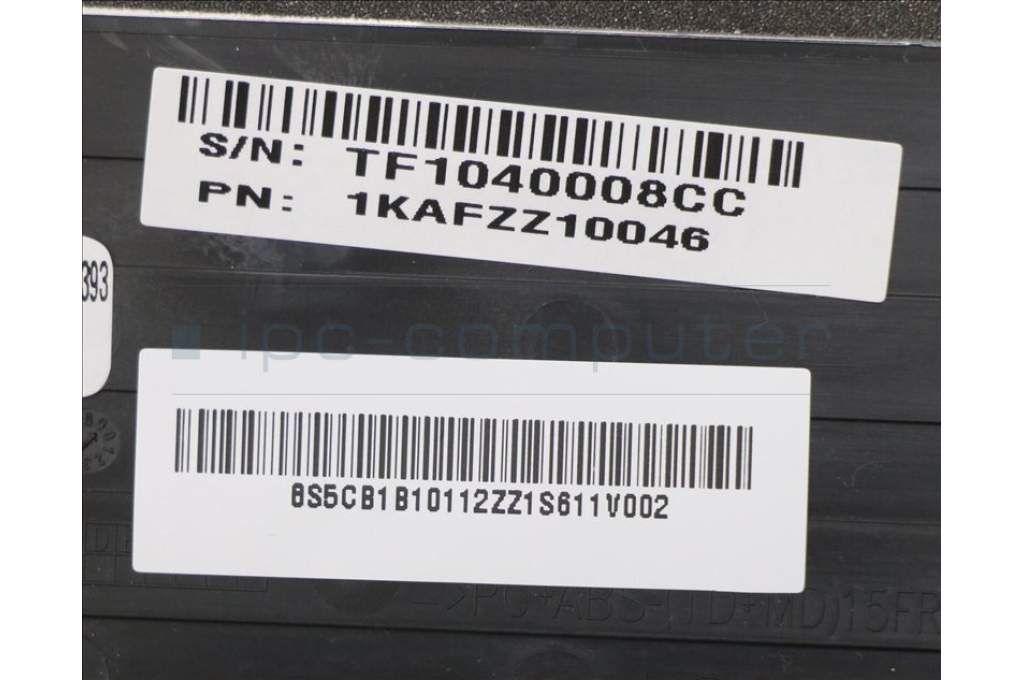 S/N: TF1040008CC
PN: 1KAFZZ10046
393
ipc-computer
8S5CB1B10112ZZ1S611V002
>PC+ABS-(TD+MD)15FR